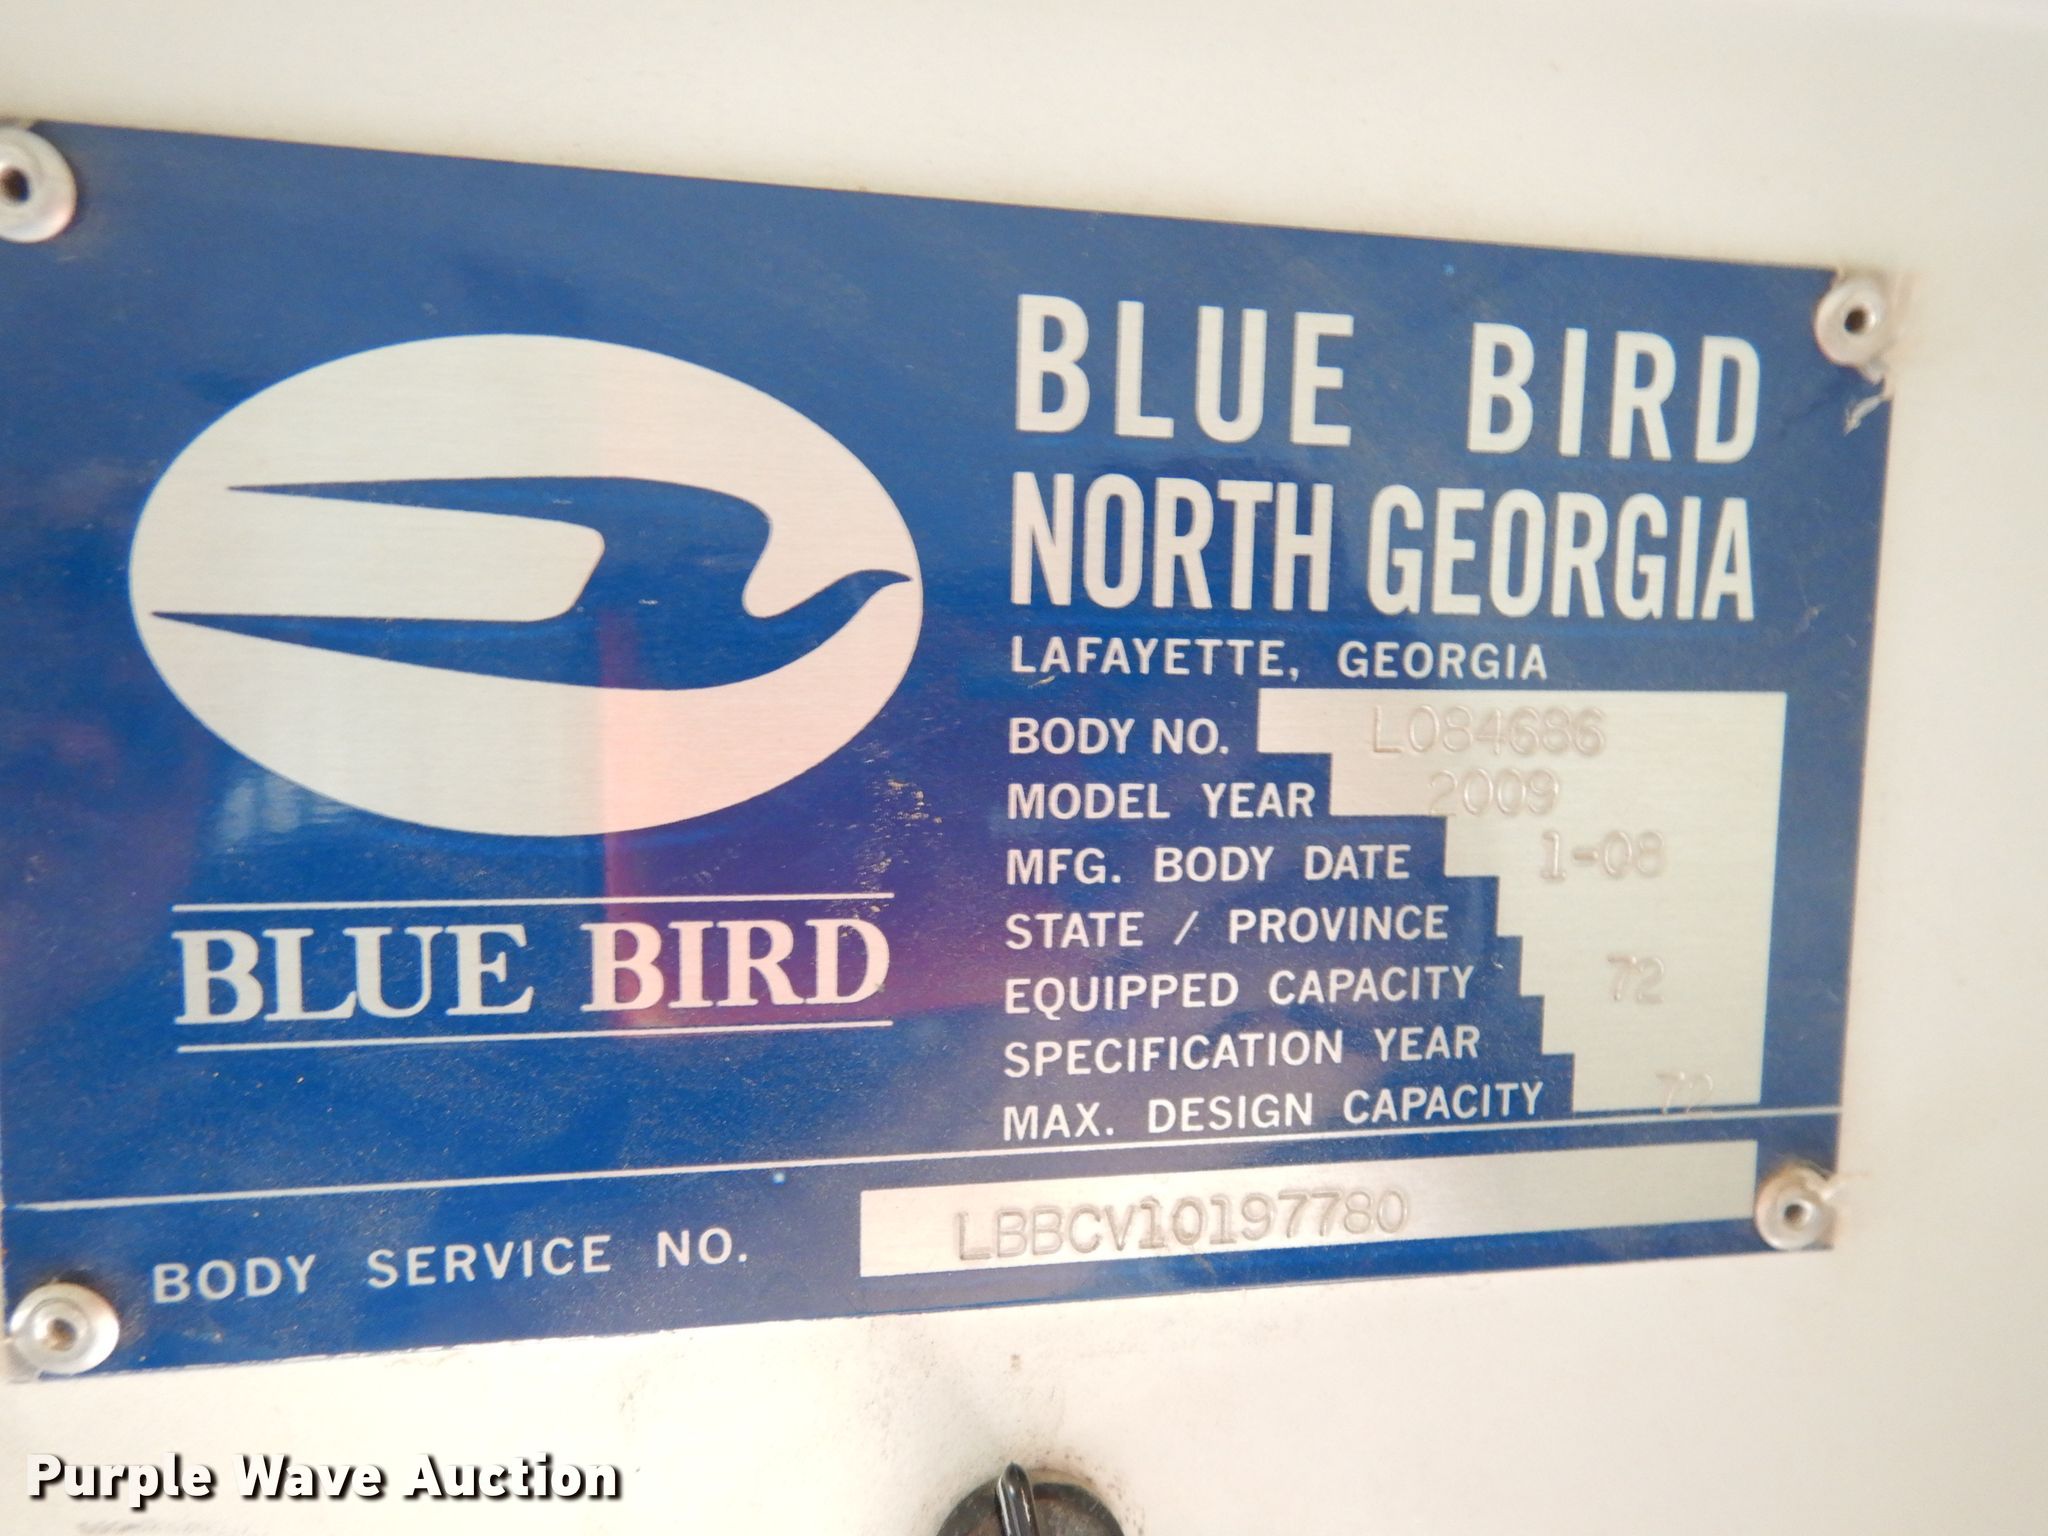 BLUE BIRD
BLUE BIRD
NORTH GEORGIA
LAFAYETTE, GEORGIA
BODY NO. L084686
MODEL YEAR 2009
MFG. BODY DATE 1-08
STATE / PROVINCE
EQUIPPED CAPACITY 72
SPECIFICATION YEAR
MAX. DESIGN CAPACITY 72
BODY SERVICE NO. LBBCV10197780
Purple Wave Auction